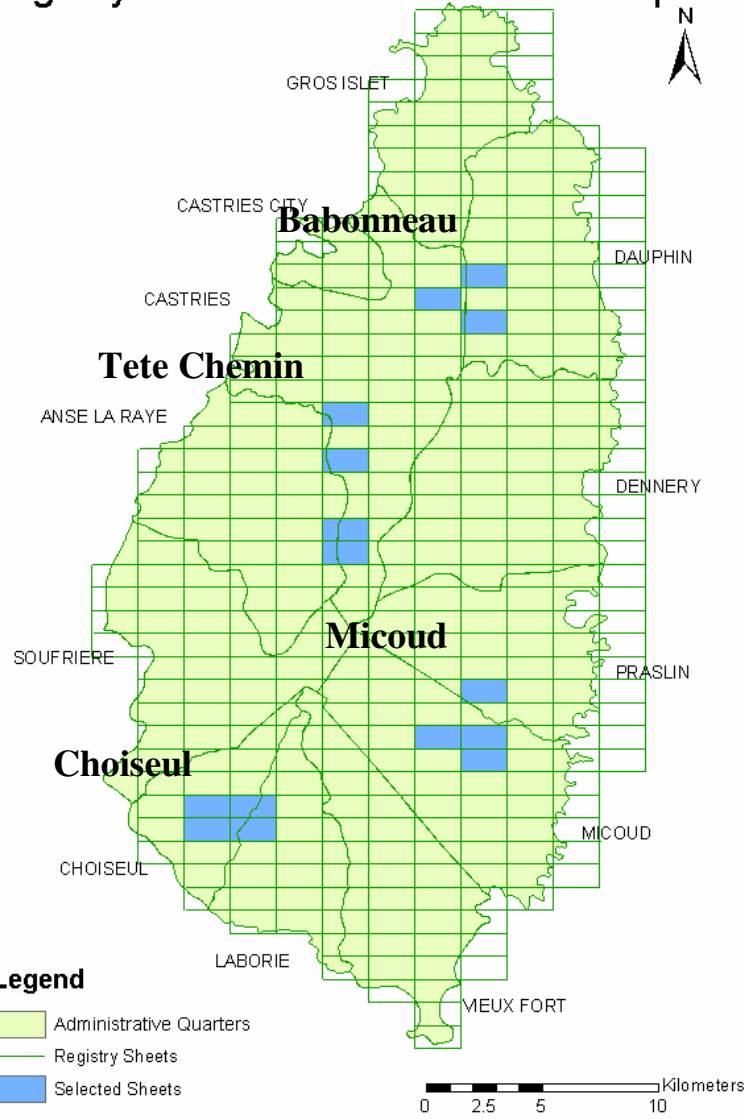 N
GROS ISLET
CASTRIES CITY
Babonneau
DAUPHIN
CASTRIES
Tete Chemin
ANSE LA RAYE
DENNERY
Micoud
SOUFRIERE
PRASLIN
Choiseul
MICOUD
CHOISEUL
LABORIE
VIEUX FORT
Legend
Administrative Quarters
Registry Sheets
Selected Sheets
Kilometers
0 2.5 5 10